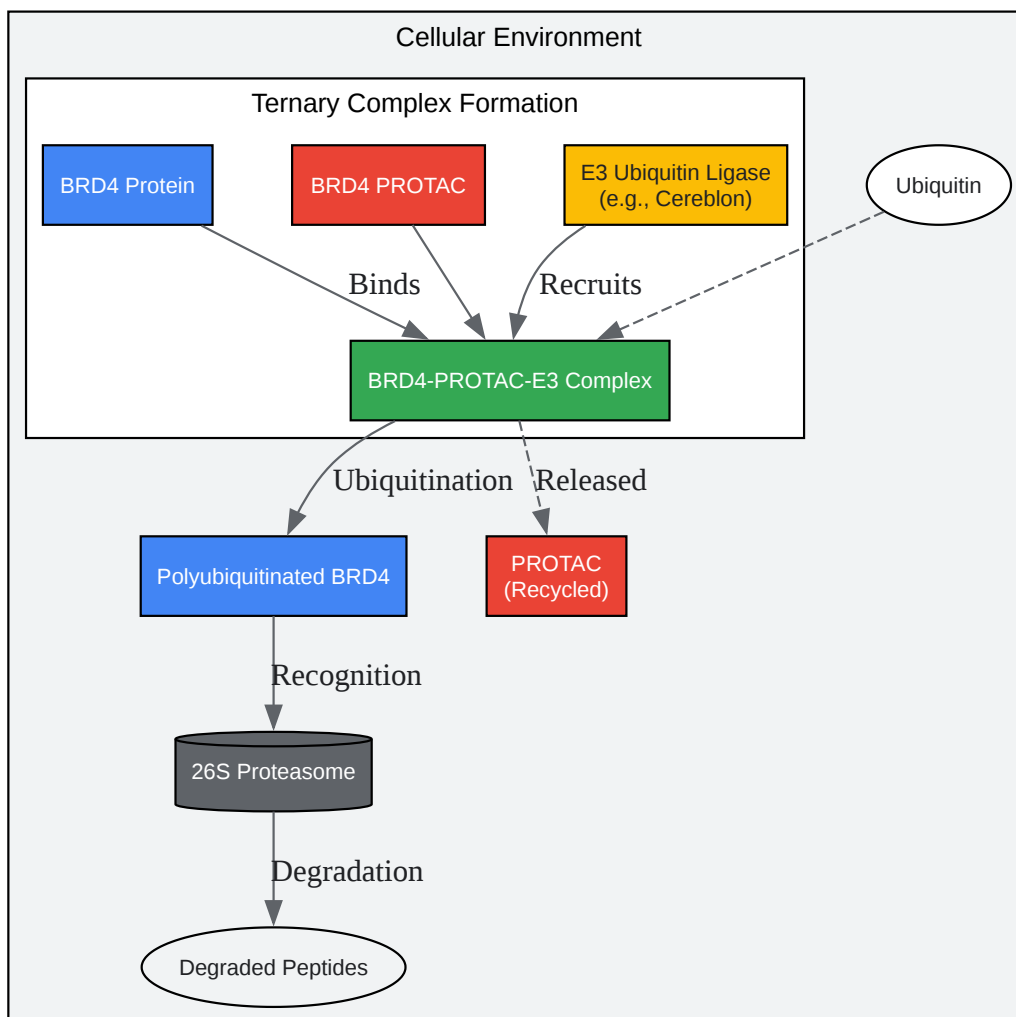 Cellular Environment
Ternary Complex Formation
BRD4 Protein
BRD4 PROTAC
E3 Ubiquitin Ligase
(e.g., Cereblon)
Ubiquitin
Binds
Recruits
BRD4-PROTAC-E3 Complex
Ubiquitination
Released
Polyubiquitinated BRD4
PROTAC
(Recycled)
Recognition
26S Proteasome
Degradation
Degraded Peptides